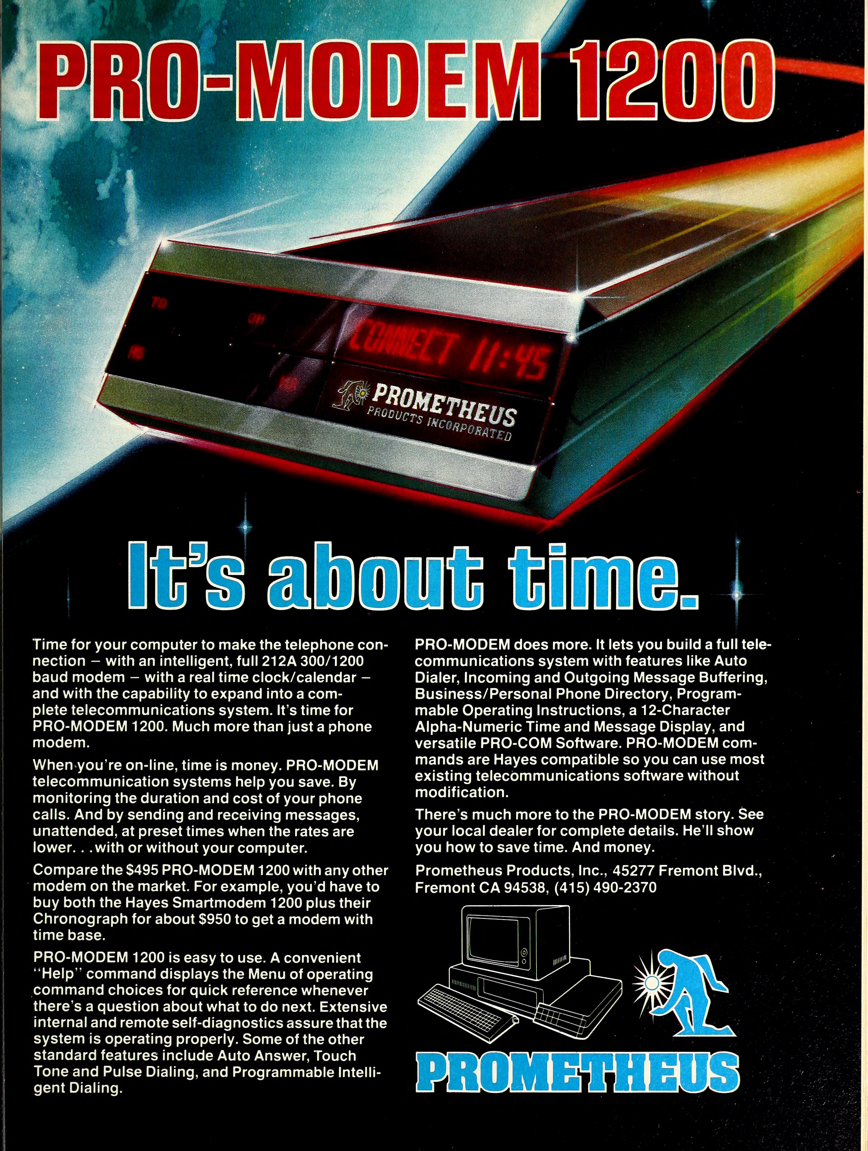 PRO-MODEM 1200
TD
OH
MS
CONNECT 11:45
PROMETHEUS
PRODUCTS INCORPORATED
It's about time.
Time for your computer to make the telephone con-
nection — with an intelligent, full 212A 300/1200
baud modem — with a real time clock/calendar —
and with the capability to expand into a com-
plete telecommunications system. It's time for
PRO-MODEM 1200. Much more than just a phone
modem.
When you're on-line, time is money. PRO-MODEM
telecommunication systems help you save. By
monitoring the duration and cost of your phone
calls. And by sending and receiving messages,
unattended, at preset times when the rates are
lower. . .with or without your computer.
Compare the $495 PRO-MODEM 1200 with any other
modem on the market. For example, you'd have to
buy both the Hayes Smartmodem 1200 plus their
Chronograph for about $950 to get a modem with
time base.
PRO-MODEM 1200 is easy to use. A convenient
"Help" command displays the Menu of operating
command choices for quick reference whenever
there's a question about what to do next. Extensive
internal and remote self-diagnostics assure that the
system is operating properly. Some of the other
standard features include Auto Answer, Touch
Tone and Pulse Dialing, and Programmable Intelli-
gent Dialing.
PRO-MODEM does more. It lets you build a full tele-
communications system with features like Auto
Dialer, Incoming and Outgoing Message Buffering,
Business/Personal Phone Directory, Program-
mable Operating Instructions, a 12-Character
Alpha-Numeric Time and Message Display, and
versatile PRO-COM Software. PRO-MODEM com-
mands are Hayes compatible so you can use most
existing telecommunications software without
modification.
There's much more to the PRO-MODEM story. See
your local dealer for complete details. He'll show
you how to save time. And money.
Prometheus Products, Inc., 45277 Fremont Blvd.,
Fremont CA 94538, (415) 490-2370
PROMETHEUS